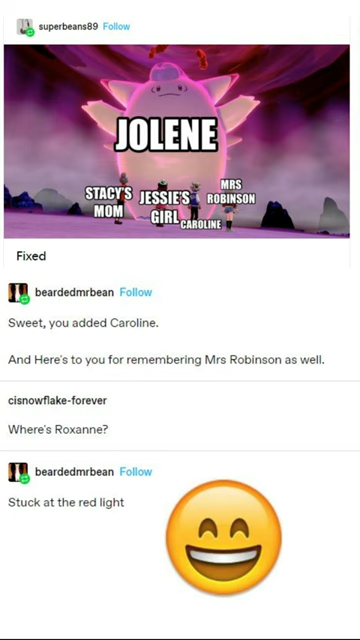 superbeans89 Follow
JOLENE
STACY'S MOM
JESSIE'S GIRL
CAROLINE
MRS ROBINSON
Fixed
beardedmrbean Follow
Sweet, you added Caroline.
And Here's to you for remembering Mrs Robinson as well.
cisnowflake-forever
Where's Roxanne?
beardedmrbean Follow
Stuck at the red light